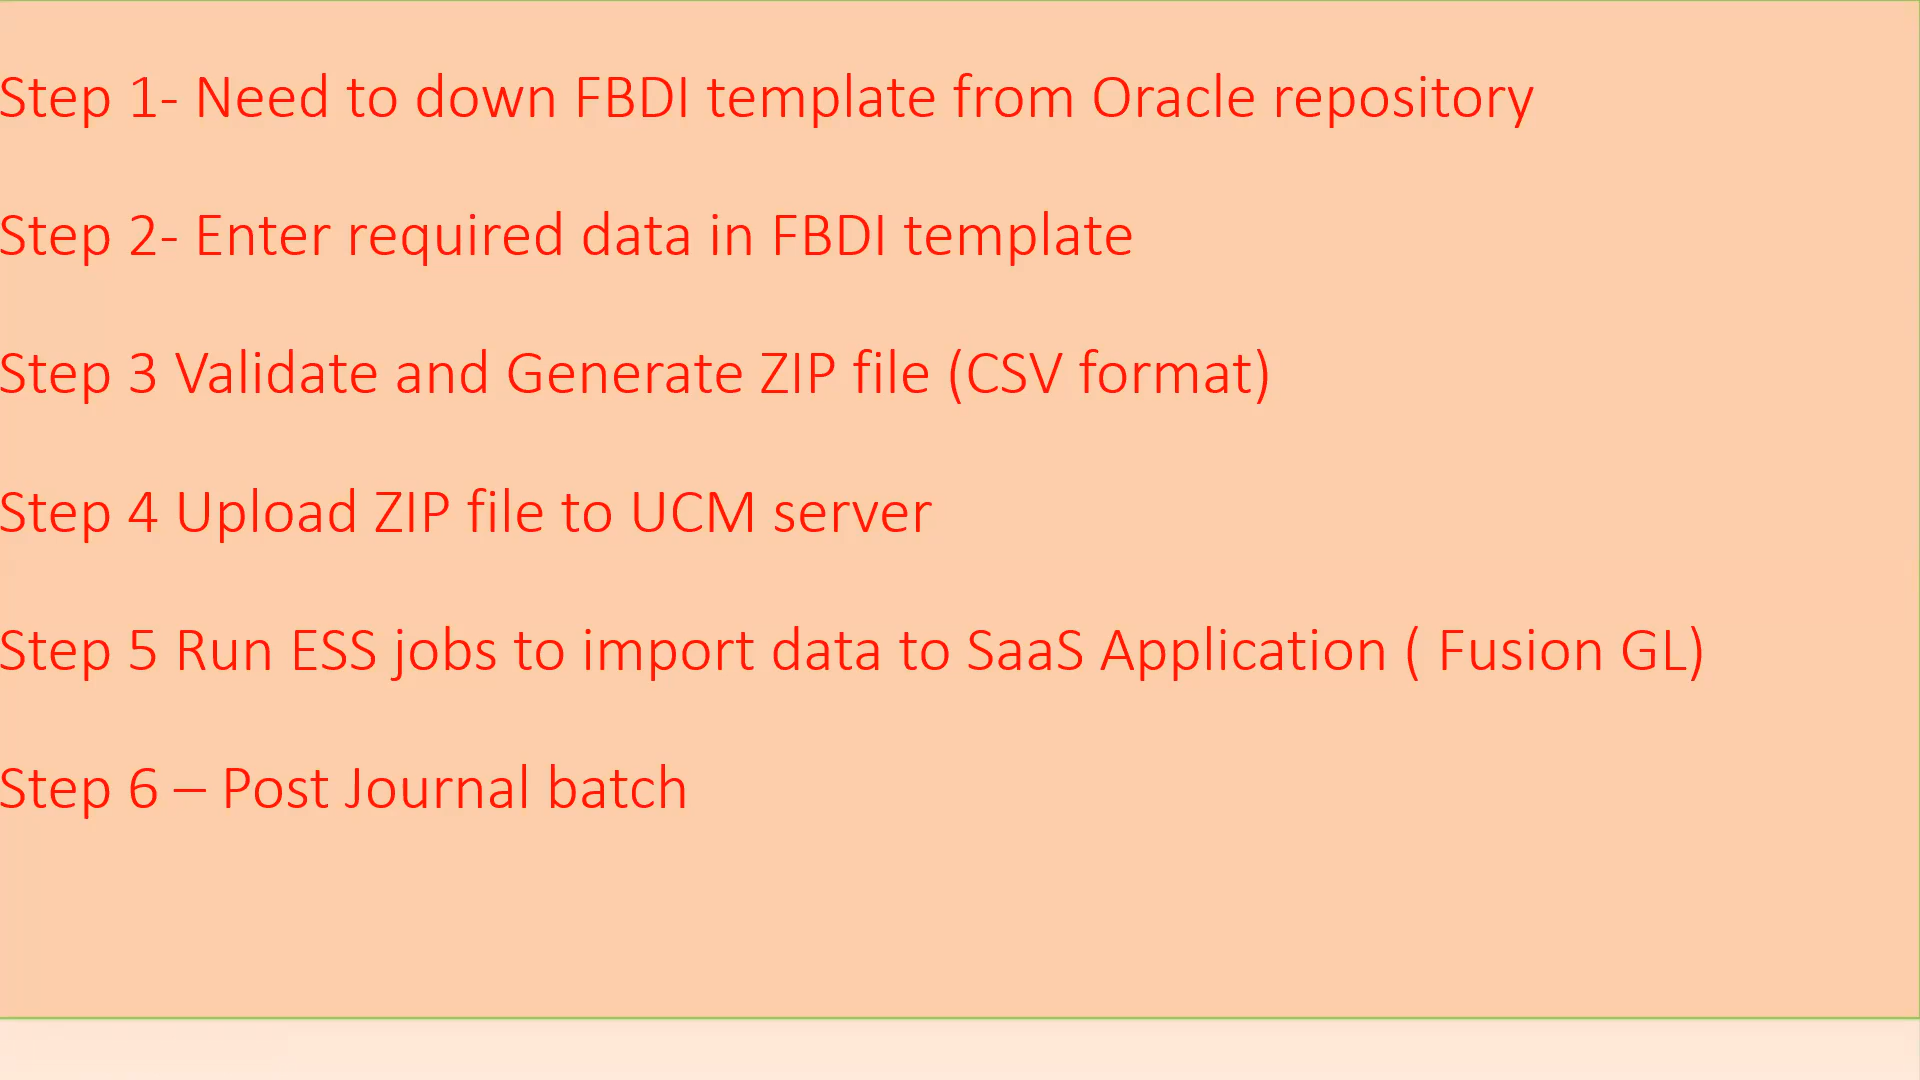 Step 1- Need to down FBDI template from Oracle repository
Step 2- Enter required data in FBDI template
Step 3 Validate and Generate ZIP file (CSV format)
Step 4 Upload ZIP file to UCM server
Step 5 Run ESS jobs to import data to SaaS Application ( Fusion GL)
Step 6 – Post Journal batch